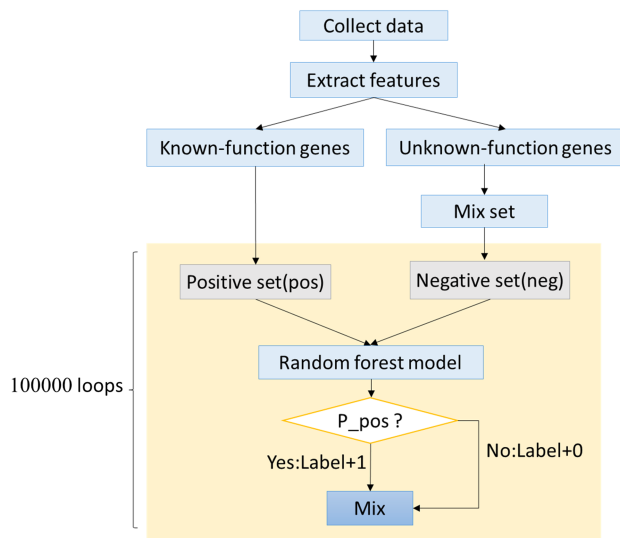 Collect data
Extract features
Known-function genes
Unknown-function genes
Mix set
Positive set(pos)
Negative set(neg)
Random forest model
100000 loops
P_pos ?
Yes:Label+1
No:Label+0
Mix